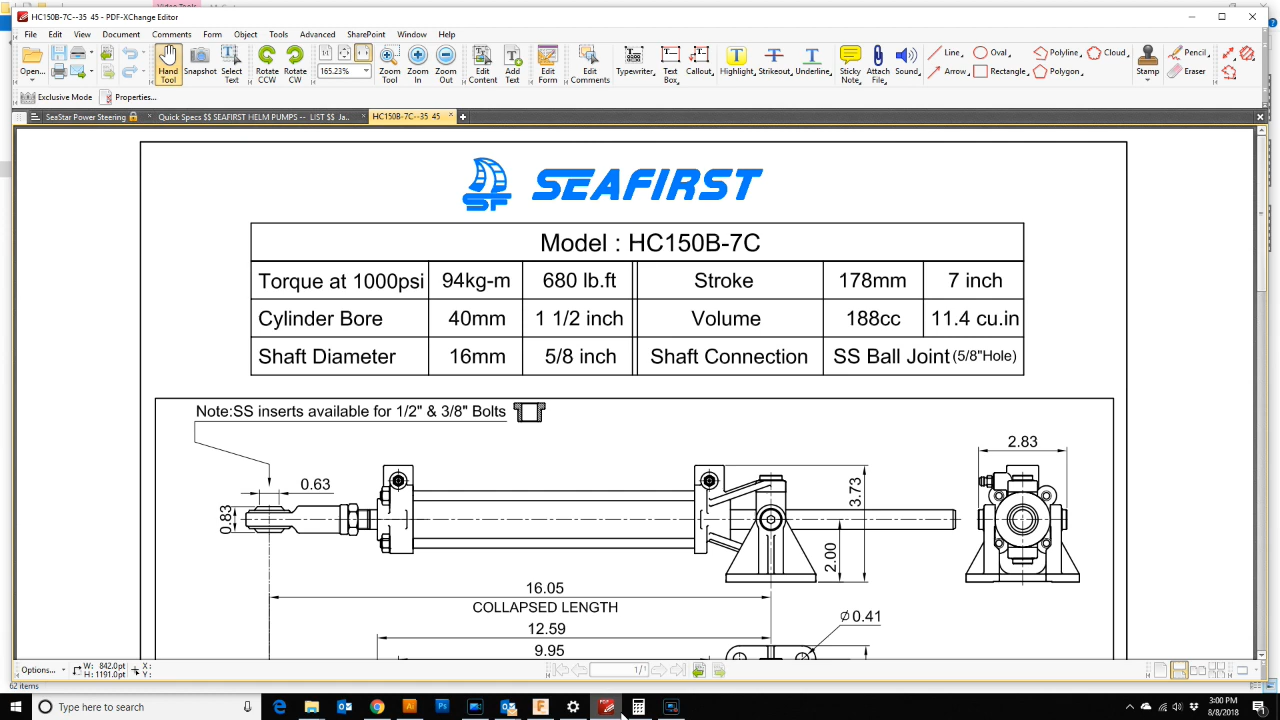 Video Tools
HC150B-7C--35 45 - PDF-XChange Editor
File Edit View Document Comments Form Object Tools Advanced SharePoint Window Help
Open... Hand Tool Snapshot Select Text Rotate CCW Rotate CW 165.23% Zoom Tool Zoom In Zoom Out Edit Content Add Text Edit Form Edit Comments Typewriter, Text Box, Callout, Highlight, Strikeout, Underline, Sticky Note, Attach File, Sound, Line, Oval, Polyline, Cloud, Arrow, Rectangle, Polygon, Stamp Pencil, Eraser
Exclusive Mode Properties...
SeaStar Power Steering Quick Specs $$ SEAFIRST HELM PUMPS -- LIST $$ Ja.. HC150B-7C--35 45
SF SEAFIRST
Model : HC150B-7C
Torque at 1000psi 94kg-m 680 lb.ft Stroke 178mm 7 inch
Cylinder Bore 40mm 1 1/2 inch Volume 188cc 11.4 cu.in
Shaft Diameter 16mm 5/8 inch Shaft Connection SS Ball Joint (5/8"Hole)
Note:SS inserts available for 1/2" & 3/8" Bolts
2.83
0.63
0.83
3.73
2.00
16.05
COLLAPSED LENGTH
Ø0.41
12.59
9.95
Options... W: 842.0pt H: 1191.0pt X: Y: 1/1
62 items
Type here to search
3:00 PM
8/8/2018